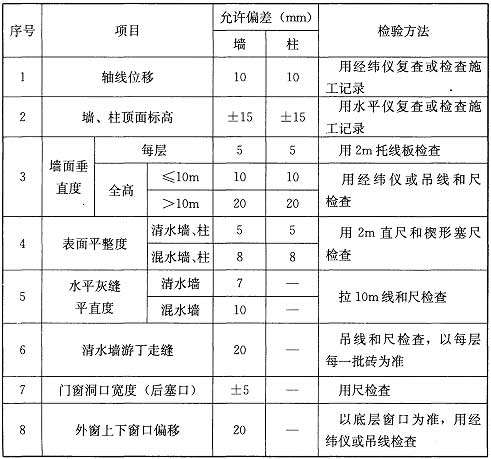 序号 项目 允许偏差（mm） 检验方法
墙 柱
1 轴线位移 10 10 用经纬仪复查或检查施
工记录
2 墙、柱顶面标高 ±15 ±15 用水平仪复查或检查施
工记录
3 墙面垂
直度 每层 5 5 用2m托线板检查
全高 ≤10m 10 10 用经纬仪或吊线和尺
检查
>10m 20 20
4 表面平整度 清水墙、柱 5 5 用2m直尺和楔形塞尺
检查
混水墙、柱 8 8
5 水平灰缝
平直度 清水墙 7 — 拉10m线和尺检查
混水墙 10 —
6 清水墙游丁走缝 20 — 吊线和尺检查，以每层
每一批砖为准
7 门窗洞口宽度（后塞口） ±5 — 用尺检查
8 外窗上下窗口偏移 20 — 以底层窗口为准，用经
纬仪或吊线检查